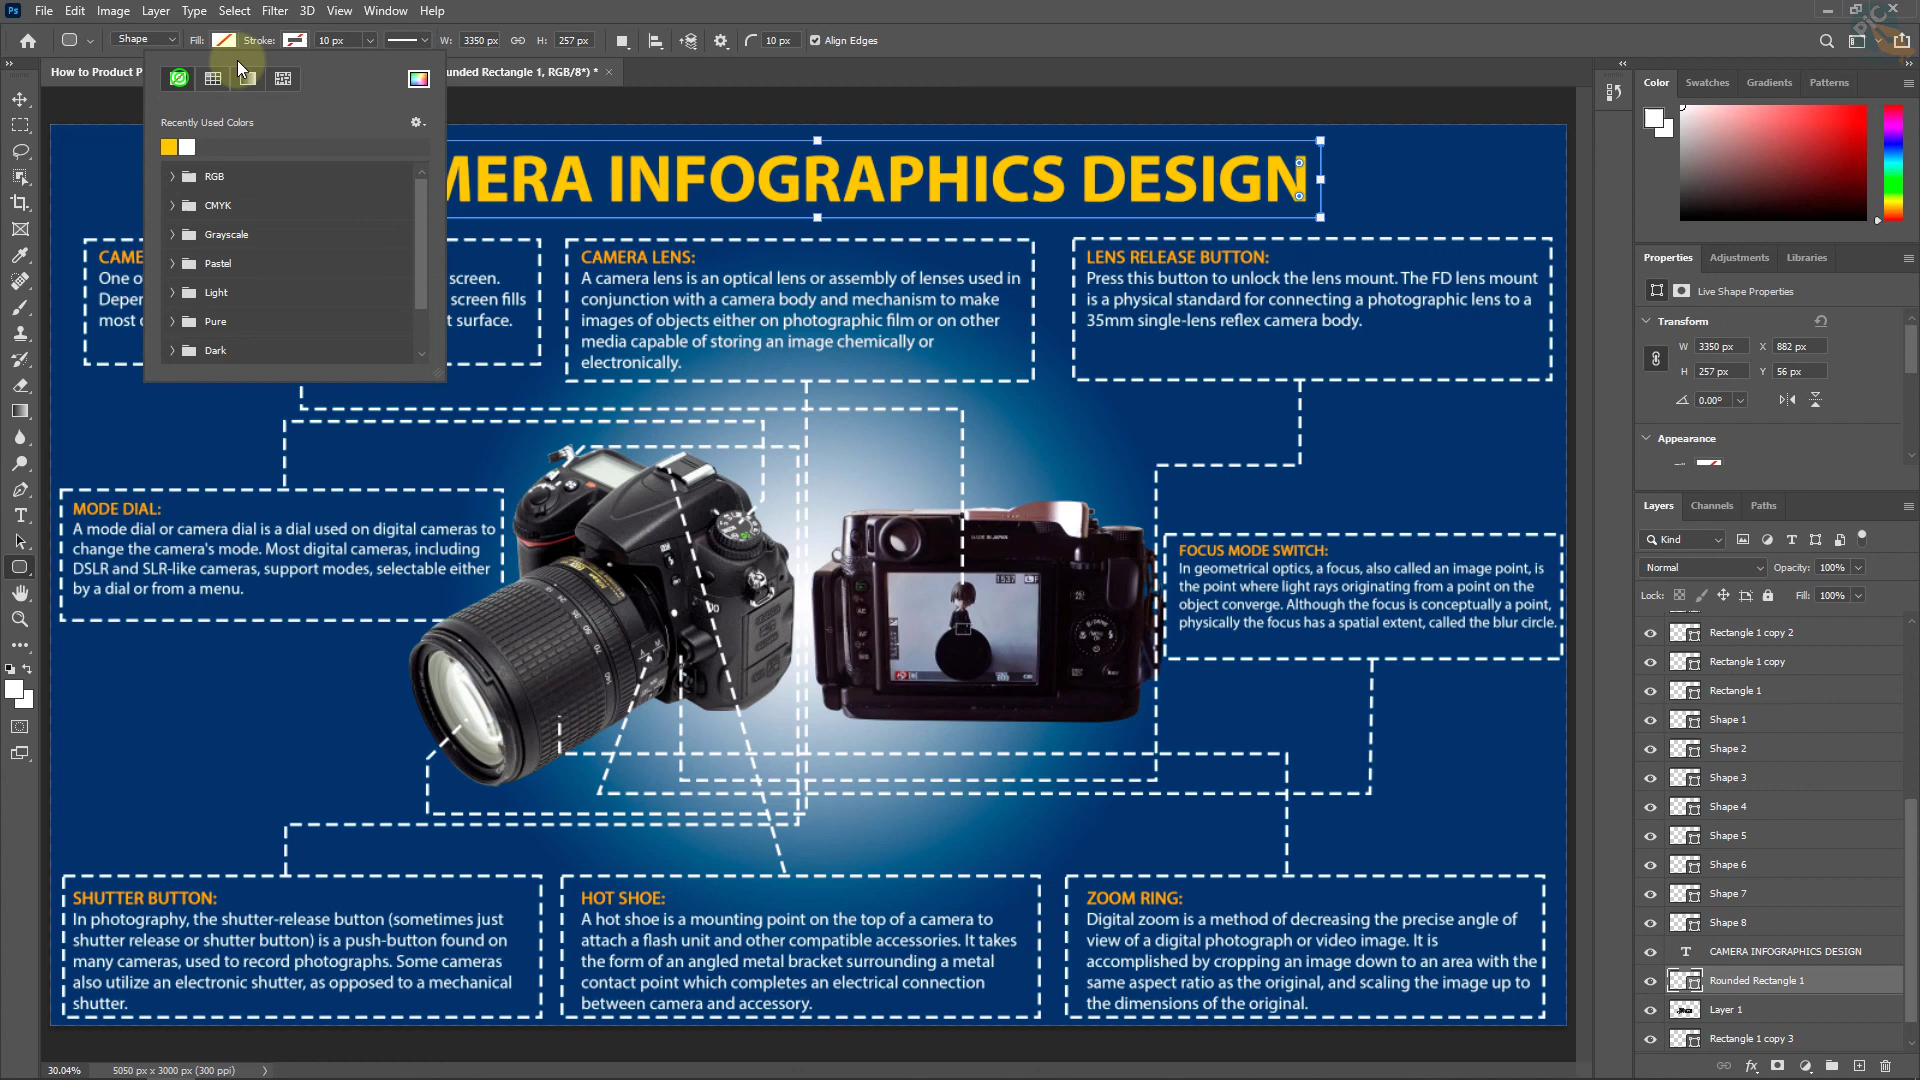 Ps File Edit Image Layer Type Select Filter 3D View Window Help
Shape Fill: Stroke: 10 px W: 3350 px H: 257 px 10 px Align Edges
How to Product P ounded Rectangle 1, RGB/8*) * ×
Recently Used Colors
RGB
CMYK
Grayscale
Pastel
Light
Pure
Dark
MERA INFOGRAPHICS DESIGN
CAME
One o screen.
Deper screen fills
most c t surface.
CAMERA LENS:
A camera lens is an optical lens or assembly of lenses used in
conjunction with a camera body and mechanism to make
images of objects either on photographic film or on other
media capable of storing an image chemically or
electronically.
LENS RELEASE BUTTON:
Press this button to unlock the lens mount. The FD lens mount
is a physical standard for connecting a photographic lens to a
35mm single-lens reflex camera body.
MODE DIAL:
A mode dial or camera dial is a dial used on digital cameras to
change the camera's mode. Most digital cameras, including
DSLR and SLR-like cameras, support modes, selectable either
by a dial or from a menu.
MADE IN JAPAN
1537
FOCUS MODE SWITCH:
In geometrical optics, a focus, also called an image point, is
the point where light rays originating from a point on the
object converge. Although the focus is conceptually a point,
physically the focus has a spatial extent, called the blur circle.
SHUTTER BUTTON:
In photography, the shutter-release button (sometimes just
shutter release or shutter button) is a push-button found on
many cameras, used to record photographs. Some cameras
also utilize an electronic shutter, as opposed to a mechanical
shutter.
HOT SHOE:
A hot shoe is a mounting point on the top of a camera to
attach a flash unit and other compatible accessories. It takes
the form of an angled metal bracket surrounding a metal
contact point which completes an electrical connection
between camera and accessory.
ZOOM RING:
Digital zoom is a method of decreasing the precise angle of
view of a digital photograph or video image. It is
accomplished by cropping an image down to an area with the
same aspect ratio as the original, and scaling the image up to
the dimensions of the original.
30.04% 5050 px x 3000 px (300 ppi)
Color Swatches Gradients Patterns
Properties Adjustments Libraries
Live Shape Properties
Transform
W 3350 px X 882 px
H 257 px Y 56 px
0.00°
Appearance
Layers Channels Paths
Kind
Normal Opacity: 100%
Lock: Fill: 100%
Rectangle 1 copy 2
Rectangle 1 copy
Rectangle 1
Shape 1
Shape 2
Shape 3
Shape 4
Shape 5
Shape 6
Shape 7
Shape 8
T CAMERA INFOGRAPHICS DESIGN
Rounded Rectangle 1
Layer 1
Rectangle 1 copy 3
fx